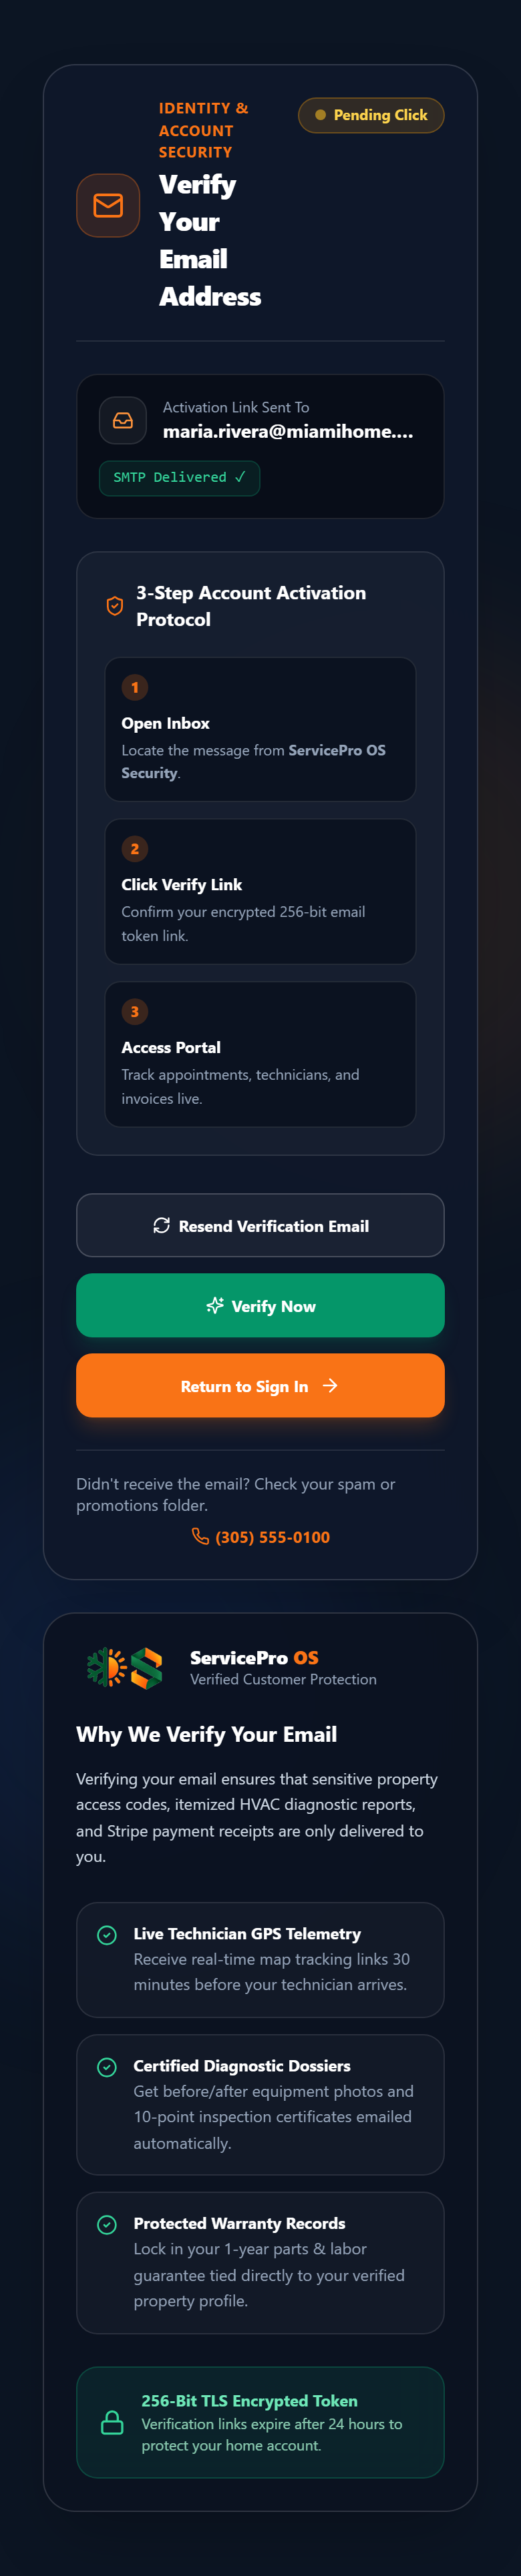 IDENTITY &
ACCOUNT
SECURITY
Pending Click
Verify
Your
Email
Address
Activation Link Sent To
maria.rivera@miamihome....
SMTP Delivered ✓
3-Step Account Activation
Protocol
1
Open Inbox
Locate the message from ServicePro OS
Security.
2
Click Verify Link
Confirm your encrypted 256-bit email
token link.
3
Access Portal
Track appointments, technicians, and
invoices live.
Resend Verification Email
Verify Now
Return to Sign In →
Didn't receive the email? Check your spam or
promotions folder.
(305) 555-0100
ServicePro OS
Verified Customer Protection
Why We Verify Your Email
Verifying your email ensures that sensitive property
access codes, itemized HVAC diagnostic reports,
and Stripe payment receipts are only delivered to
you.
Live Technician GPS Telemetry
Receive real-time map tracking links 30
minutes before your technician arrives.
Certified Diagnostic Dossiers
Get before/after equipment photos and
10-point inspection certificates emailed
automatically.
Protected Warranty Records
Lock in your 1-year parts & labor
guarantee tied directly to your verified
property profile.
256-Bit TLS Encrypted Token
Verification links expire after 24 hours to
protect your home account.